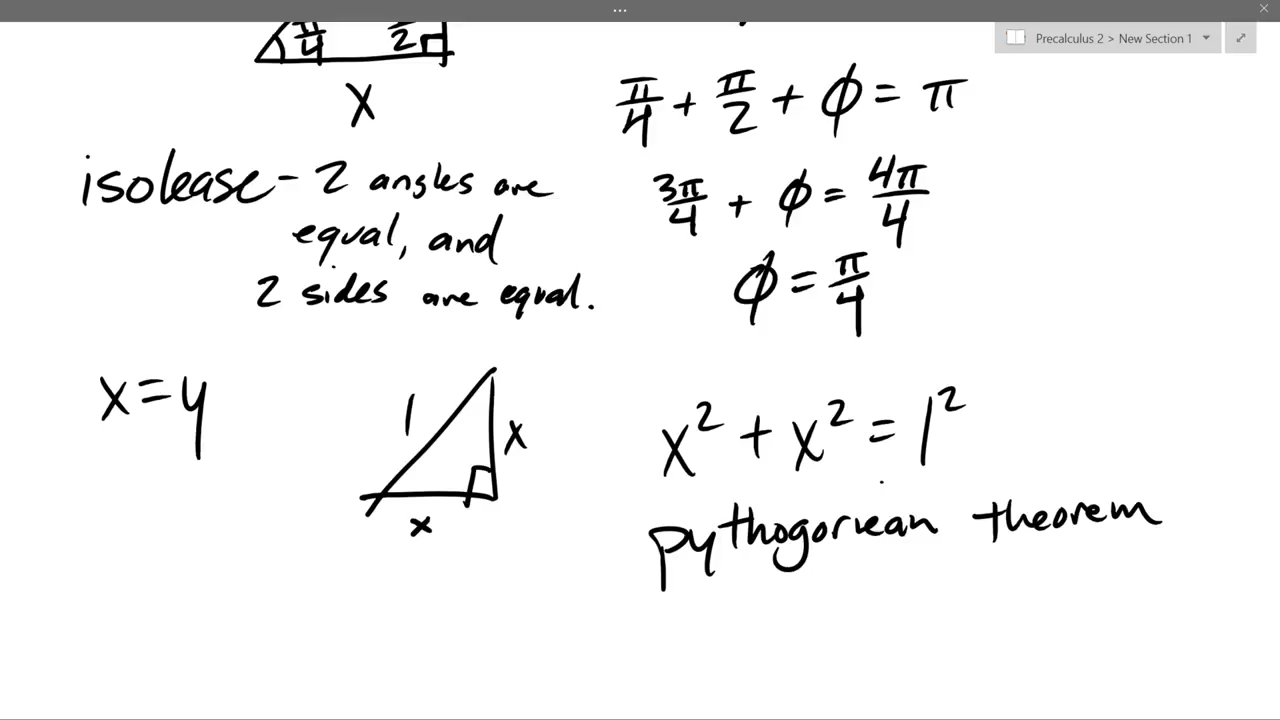 ...
Precalculus 2 > New Section 1
π/4 π/2
x
π/4 + π/2 + ϕ = π
isolease - 2 angles are
equal, and
2 sides are equal.
3π/4 + ϕ = 4π/4
ϕ = π/4
x = y
1
x
x
x² + x² = 1²
pythogoruean theorem